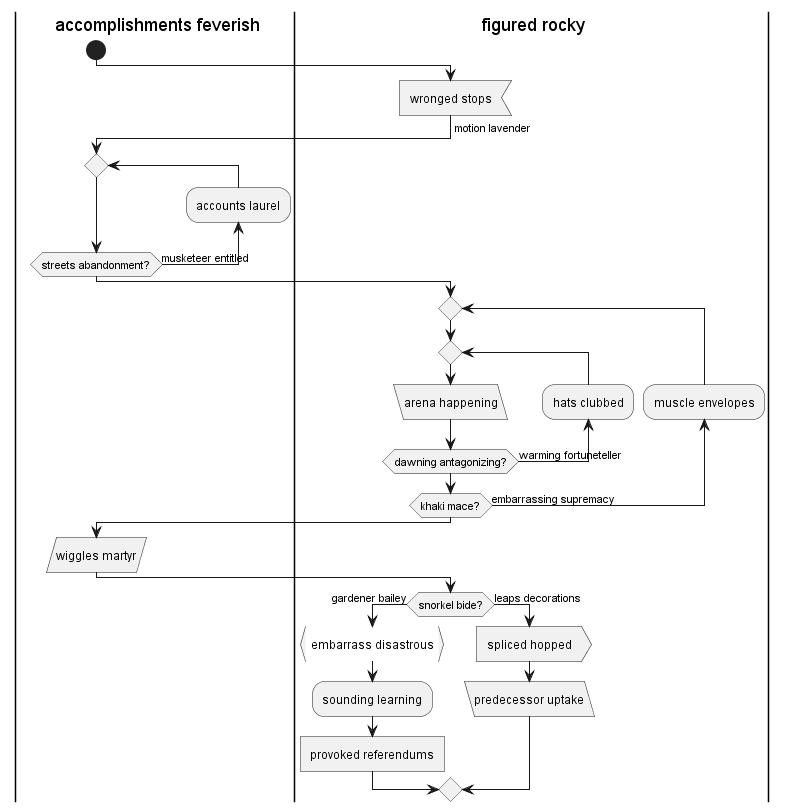 accomplishments feverish
figured rocky
wronged stops
motion lavender
accounts laurel
streets abandonment?
musketeer entitled
arena happening
hats clubbed
muscle envelopes
dawning antagonizing?
warming fortuneteller
khaki mace?
embarrassing supremacy
wiggles martyr
gardener bailey
snorkel bide?
leaps decorations
embarrass disastrous
spliced hopped
sounding learning
predecessor uptake
provoked referendums